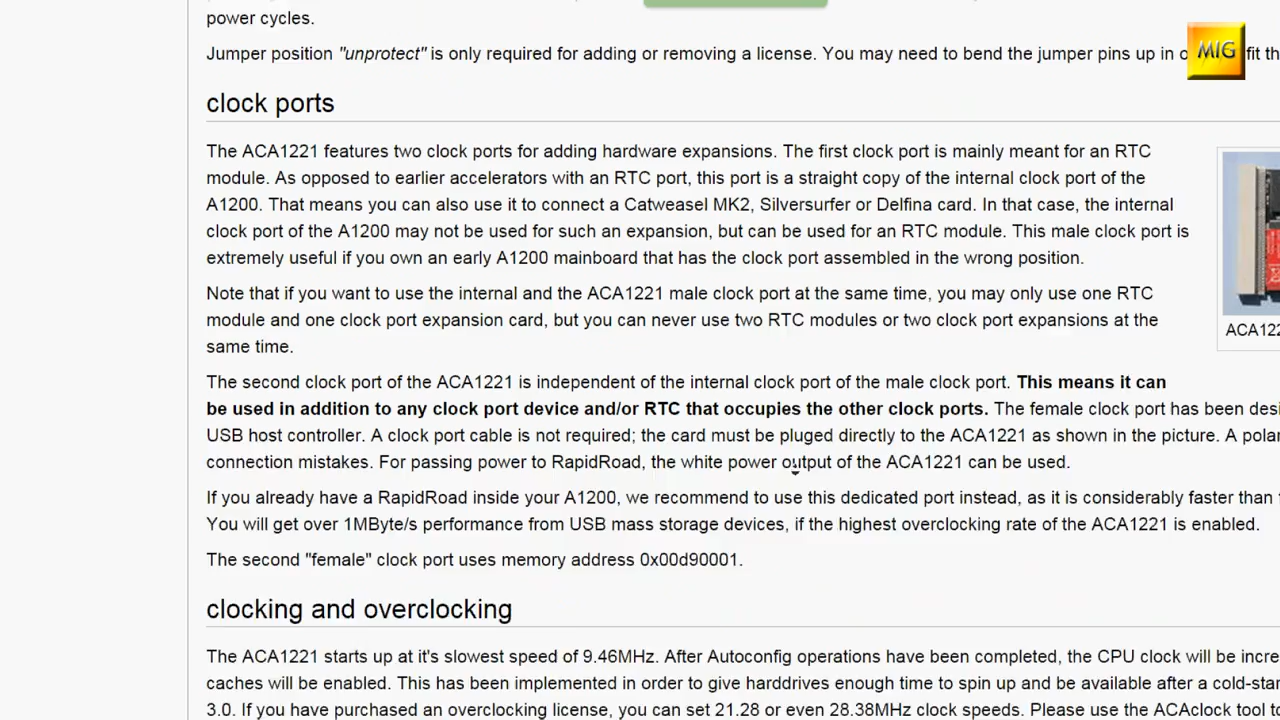 power cycles.
Jumper position "unprotect" is only required for adding or removing a license. You may need to bend the jumper pins up in o
fit th
MIG
clock ports
The ACA1221 features two clock ports for adding hardware expansions. The first clock port is mainly meant for an RTC
module. As opposed to earlier accelerators with an RTC port, this port is a straight copy of the internal clock port of the
A1200. That means you can also use it to connect a Catweasel MK2, Silversurfer or Delfina card. In that case, the internal
clock port of the A1200 may not be used for such an expansion, but can be used for an RTC module. This male clock port is
extremely useful if you own an early A1200 mainboard that has the clock port assembled in the wrong position.
ACA122
Note that if you want to use the internal and the ACA1221 male clock port at the same time, you may only use one RTC
module and one clock port expansion card, but you can never use two RTC modules or two clock port expansions at the
same time.
The second clock port of the ACA1221 is independent of the internal clock port of the male clock port. This means it can
be used in addition to any clock port device and/or RTC that occupies the other clock ports. The female clock port has been desi
USB host controller. A clock port cable is not required; the card must be pluged directly to the ACA1221 as shown in the picture. A polar
connection mistakes. For passing power to RapidRoad, the white power output of the ACA1221 can be used.
If you already have a RapidRoad inside your A1200, we recommend to use this dedicated port instead, as it is considerably faster than
You will get over 1MByte/s performance from USB mass storage devices, if the highest overclocking rate of the ACA1221 is enabled.
The second "female" clock port uses memory address 0x00d90001.
clocking and overclocking
The ACA1221 starts up at it's slowest speed of 9.46MHz. After Autoconfig operations have been completed, the CPU clock will be incre
caches will be enabled. This has been implemented in order to give harddrives enough time to spin up and be available after a cold-star
3.0. If you have purchased an overclocking license, you can set 21.28 or even 28.38MHz clock speeds. Please use the ACAclock tool to